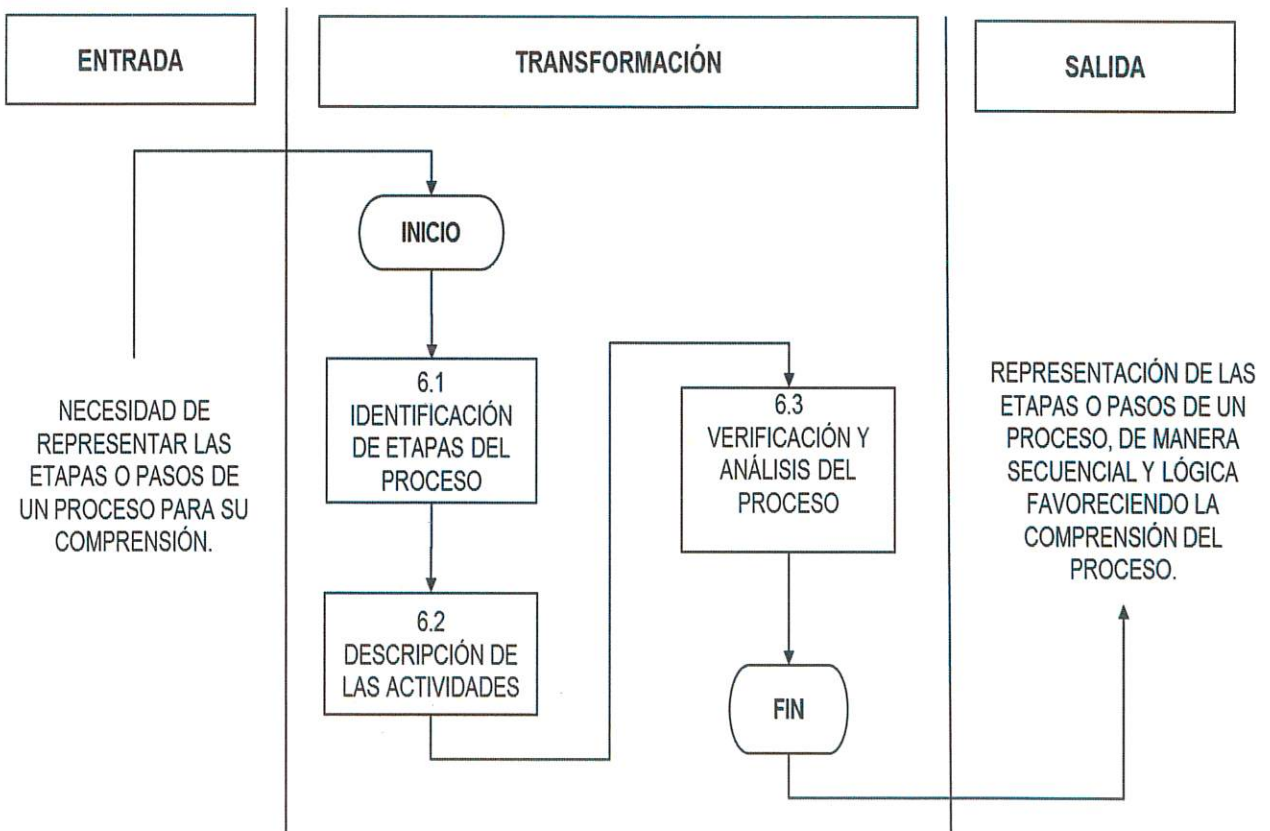 ENTRADA
TRANSFORMACIÓN
SALIDA
NECESIDAD DE
REPRESENTAR LAS
ETAPAS O PASOS DE
UN PROCESO PARA SU
COMPRENSIÓN.
INICIO
6.1
IDENTIFICACIÓN
DE ETAPAS DEL
PROCESO
6.2
DESCRIPCIÓN DE
LAS ACTIVIDADES
6.3
VERIFICACIÓN Y
ANÁLISIS DEL
PROCESO
FIN
REPRESENTACIÓN DE LAS
ETAPAS O PASOS DE UN
PROCESO, DE MANERA
SECUENCIAL Y LÓGICA
FAVORECIENDO LA
COMPRENSIÓN DEL
PROCESO.